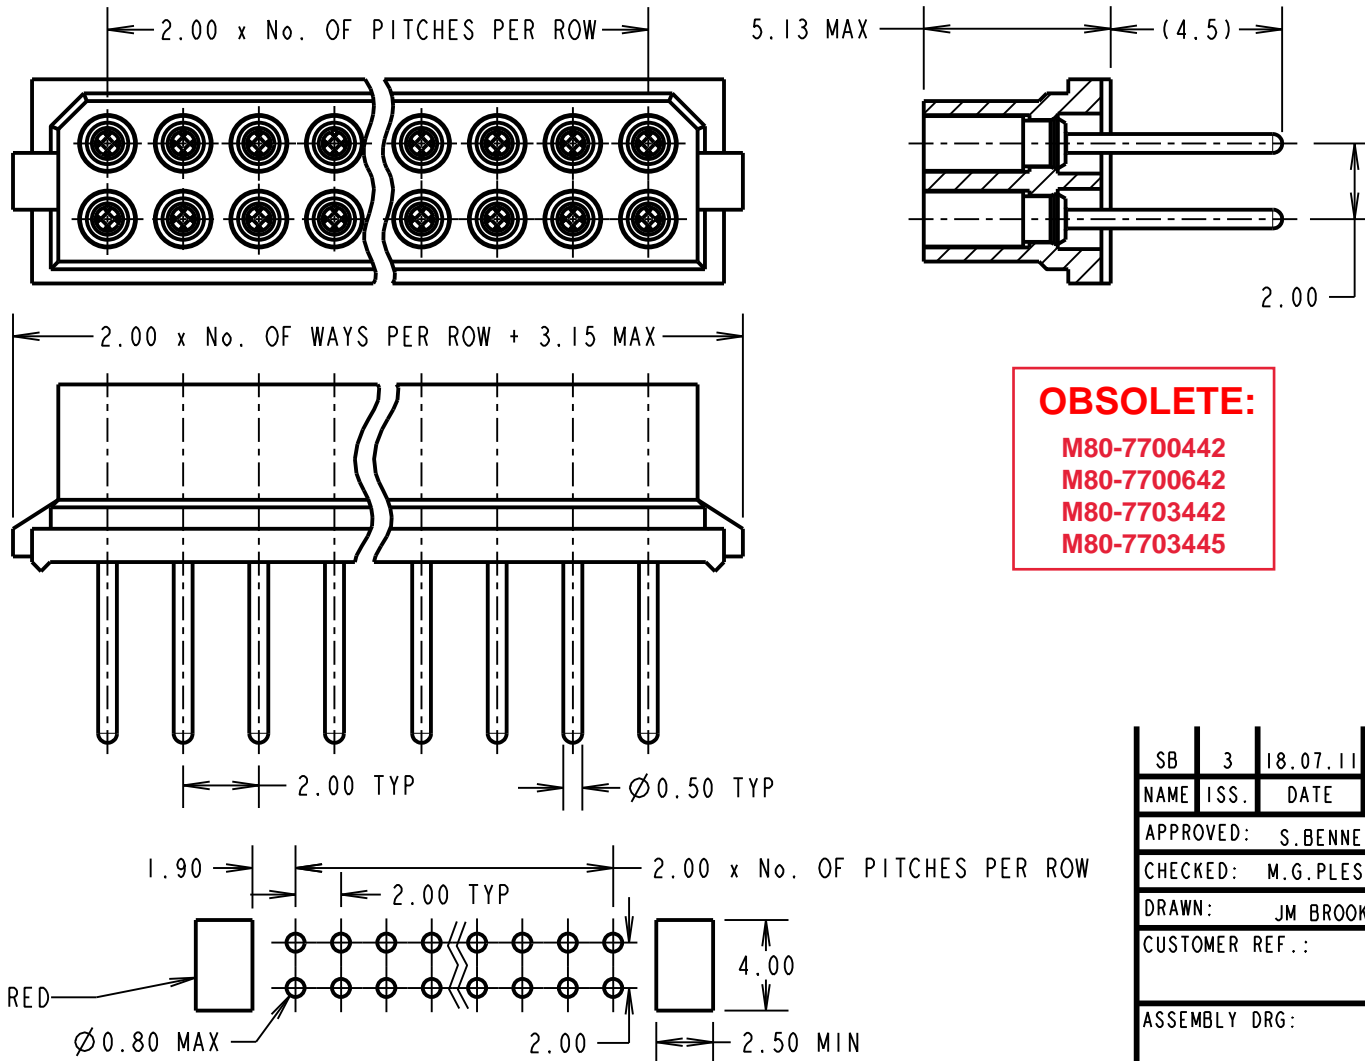 2.00 x No. OF PITCHES PER ROW
5.13 MAX
(4.5)
2.00
2.00 x No. OF WAYS PER ROW + 3.15 MAX
OBSOLETE:
M80-7700442
M80-7700642
M80-7703442
M80-7703445
2.00 TYP
Ø0.50 TYP
SB 3 18.07.11
NAME ISS. DATE
APPROVED: S.BENNE
CHECKED: M.G.PLES
DRAWN: JM BROOK
CUSTOMER REF.:
ASSEMBLY DRG:
1.90
2.00 x No. OF PITCHES PER ROW
2.00 TYP
4.00
RED
Ø0.80 MAX
2.00
2.50 MIN